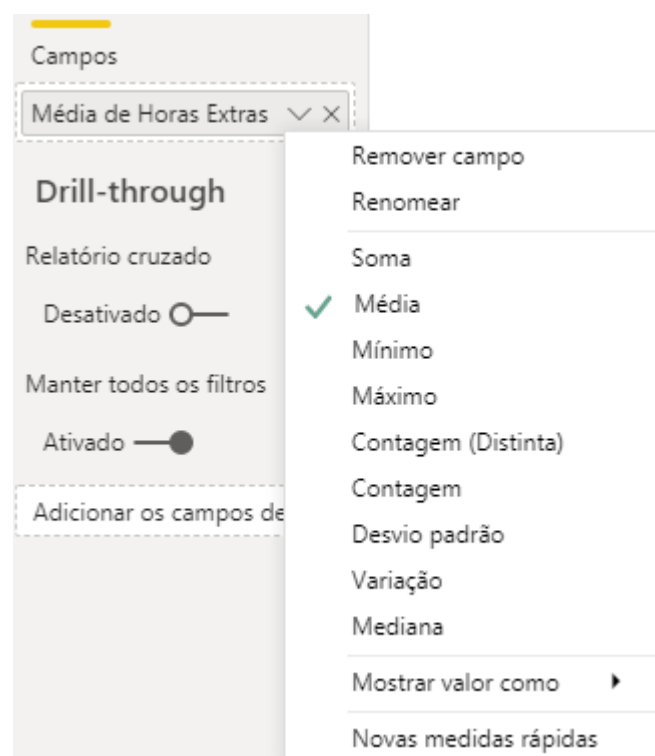 Campos
Média de Horas Extras
Remover campo
Renomear
Soma
Média
Mínimo
Máximo
Contagem (Distinta)
Contagem
Desvio padrão
Variação
Mediana
Mostrar valor como
Novas medidas rápidas
Drill-through
Relatório cruzado
Desativado
Manter todos os filtros
Ativado
Adicionar os campos de